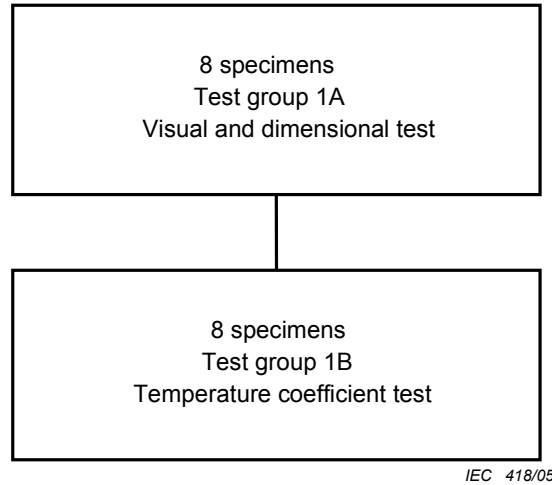 8 specimens
Test group 1A
Visual and dimensional test
8 specimens
Test group 1B
Temperature coefficient test
IEC 418/05